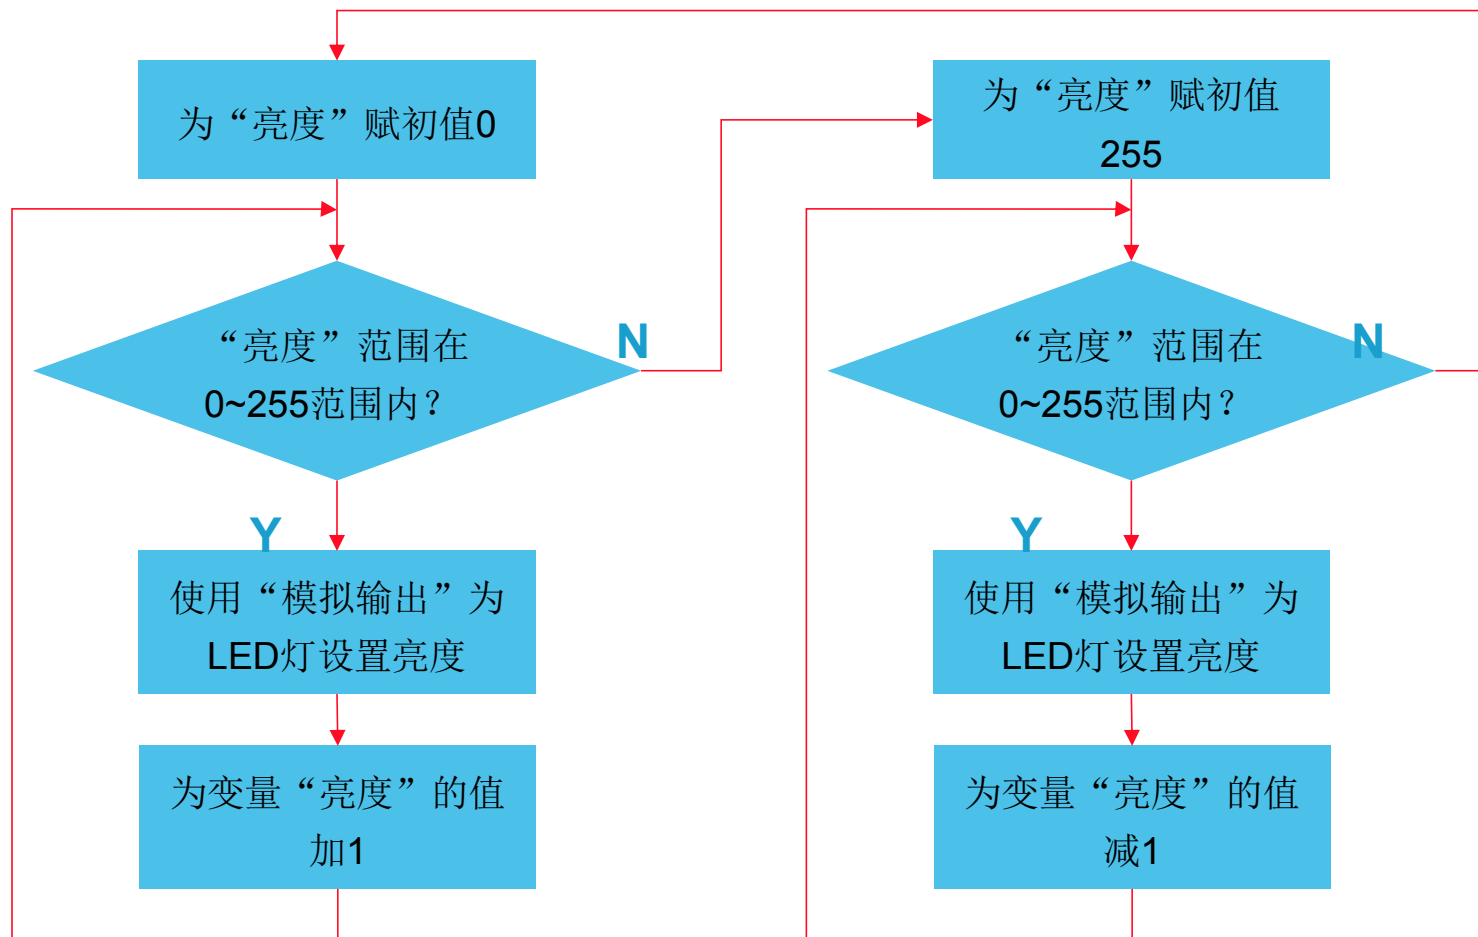 为“亮度”赋初值0
“亮度”范围在
0~255范围内？
N
Y
使用“模拟输出”为
LED灯设置亮度
为变量“亮度”的值
加1
为“亮度”赋初值
255
“亮度”范围在
0~255范围内？
N
Y
使用“模拟输出”为
LED灯设置亮度
为变量“亮度”的值
减1